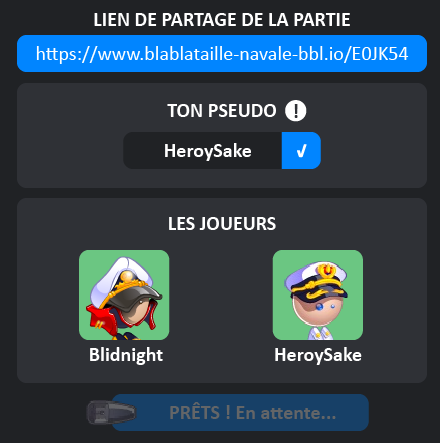 LIEN DE PARTAGE DE LA PARTIE
https://www.blablataille-navale-bbl.io/E0JK54
TON PSEUDO !
HeroySake
LES JOUEURS
Blidnight HeroySake
PRÊTS ! En attente...